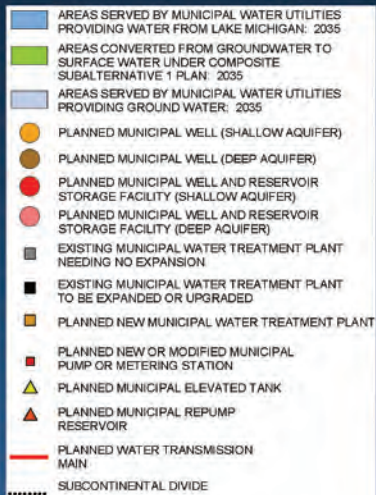 AREAS SERVED BY MUNICIPAL WATER UTILITIES
PROVIDING WATER FROM LAKE MICHIGAN: 2035
AREAS CONVERTED FROM GROUNDWATER TO
SURFACE WATER UNDER COMPOSITE
SUBALTERNATIVE 1 PLAN: 2035
AREAS SERVED BY MUNICIPAL WATER UTILITIES
PROVIDING GROUND WATER: 2035
PLANNED MUNICIPAL WELL (SHALLOW AQUIFER)
PLANNED MUNICIPAL WELL (DEEP AQUIFER)
PLANNED MUNICIPAL WELL AND RESERVOIR
STORAGE FACILITY (SHALLOW AQUIFER)
PLANNED MUNICIPAL WELL AND RESERVOIR
STORAGE FACILITY (DEEP AQUIFER)
EXISTING MUNICIPAL WATER TREATMENT PLANT
NEEDING NO EXPANSION
EXISTING MUNICIPAL WATER TREATMENT PLANT
TO BE EXPANDED OR UPGRADED
PLANNED NEW MUNICIPAL WATER TREATMENT PLANT
PLANNED NEW OR MODIFIED MUNICIPAL
PUMP OR METERING STATION
PLANNED MUNICIPAL ELEVATED TANK
PLANNED MUNICIPAL REPUMP
RESERVOIR
PLANNED WATER TRANSMISSION
MAIN
SUBCONTINENTAL DIVIDE